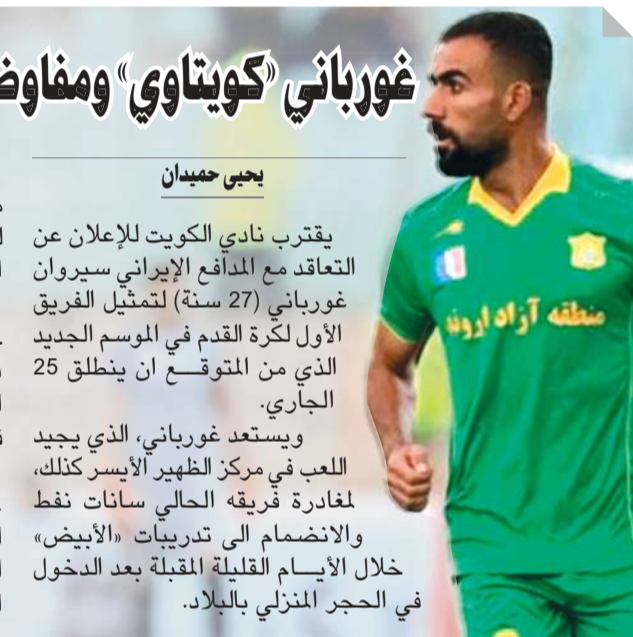 غورباني «كويتاوي»
يحيى حميدان
يقترب نادي الكويت للإعلان عن
التعاقد مع المدافع الإيراني سيروان
غورباني (27 سنة) لتمثيل الفريق
الأول لكرة القدم في الموسم الجديد
الذي من المتوقـــع ان ينطلق 25
الجاري.
ويستعد غورباني، الذي يجيد
اللعب في مركز الظهير الأيسر كذلك،
لمغادرة فريقه الحالي سانات نفط
والانضمام الى تدريبات «الأبيض»
خلال الأيـــام القليلة المقبلة بعد الدخول
في الحجر المنزلي بالبلاد.
منطقه آزاد اروند